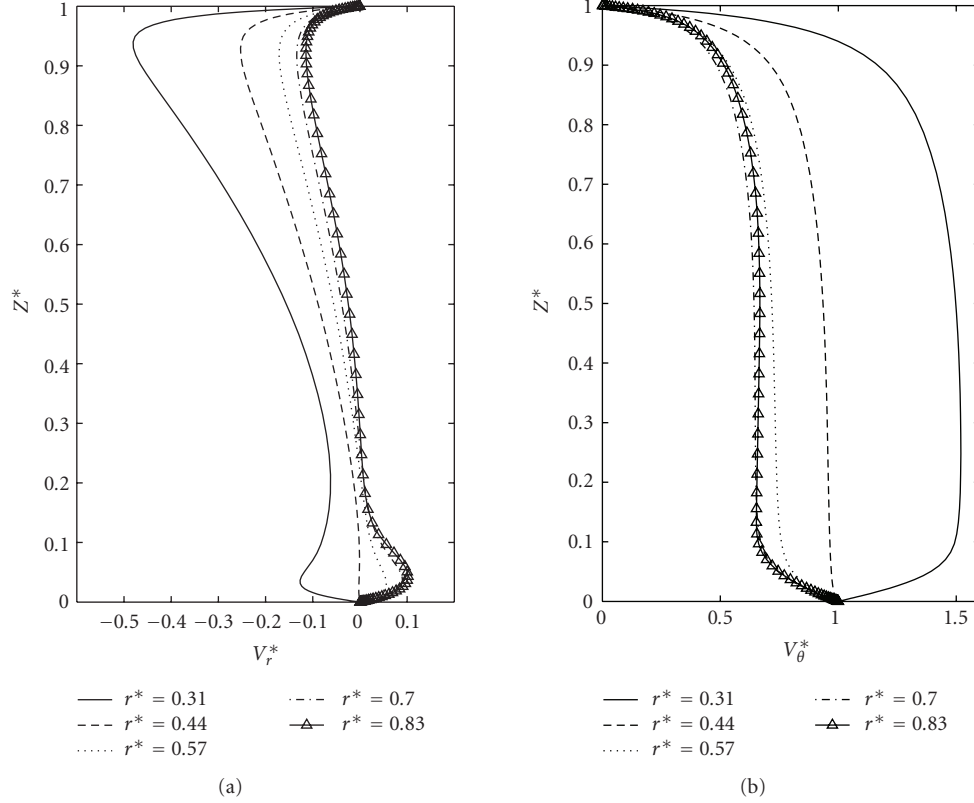 1
0.9
0.8
0.7
0.6
0.5
0.4
0.3
0.2
0.1
0
Z*
−0.5 −0.4 −0.3 −0.2 −0.1 0 0.1
V*r
r* = 0.31
r* = 0.44
r* = 0.57
r* = 0.7
r* = 0.83
(a)
1
0.9
0.8
0.7
0.6
0.5
0.4
0.3
0.2
0.1
0
Z*
0 0.5 1 1.5
V*θ
r* = 0.31
r* = 0.44
r* = 0.57
r* = 0.7
r* = 0.83
(b)